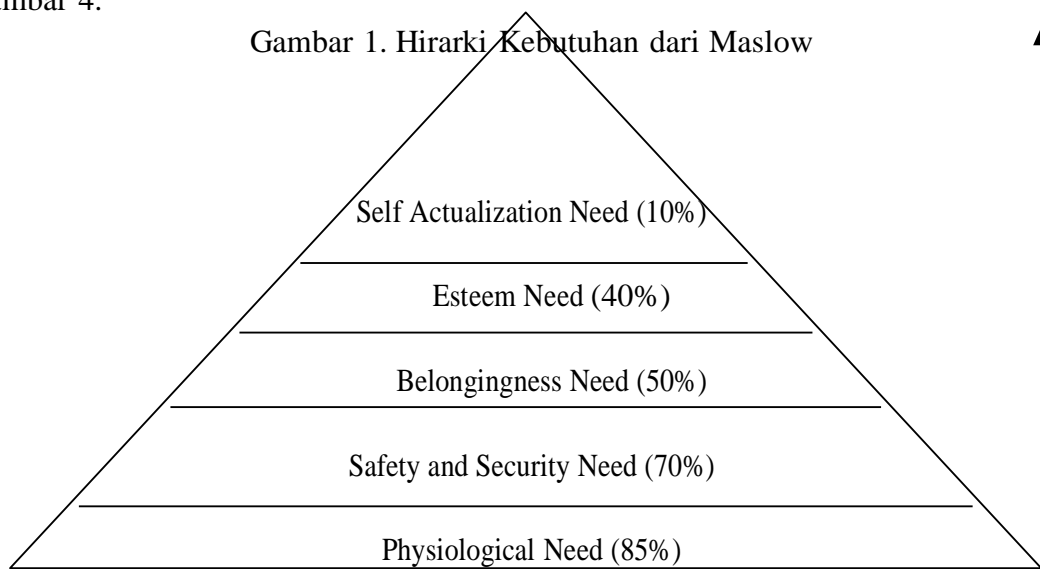 mbar 4.
Gambar 1. Hirarki Kebutuhan dari Maslow
Self Actualization Need (10%)
Esteem Need (40%)
Belongingness Need (50%)
Safety and Security Need (70%)
Physiological Need (85%)